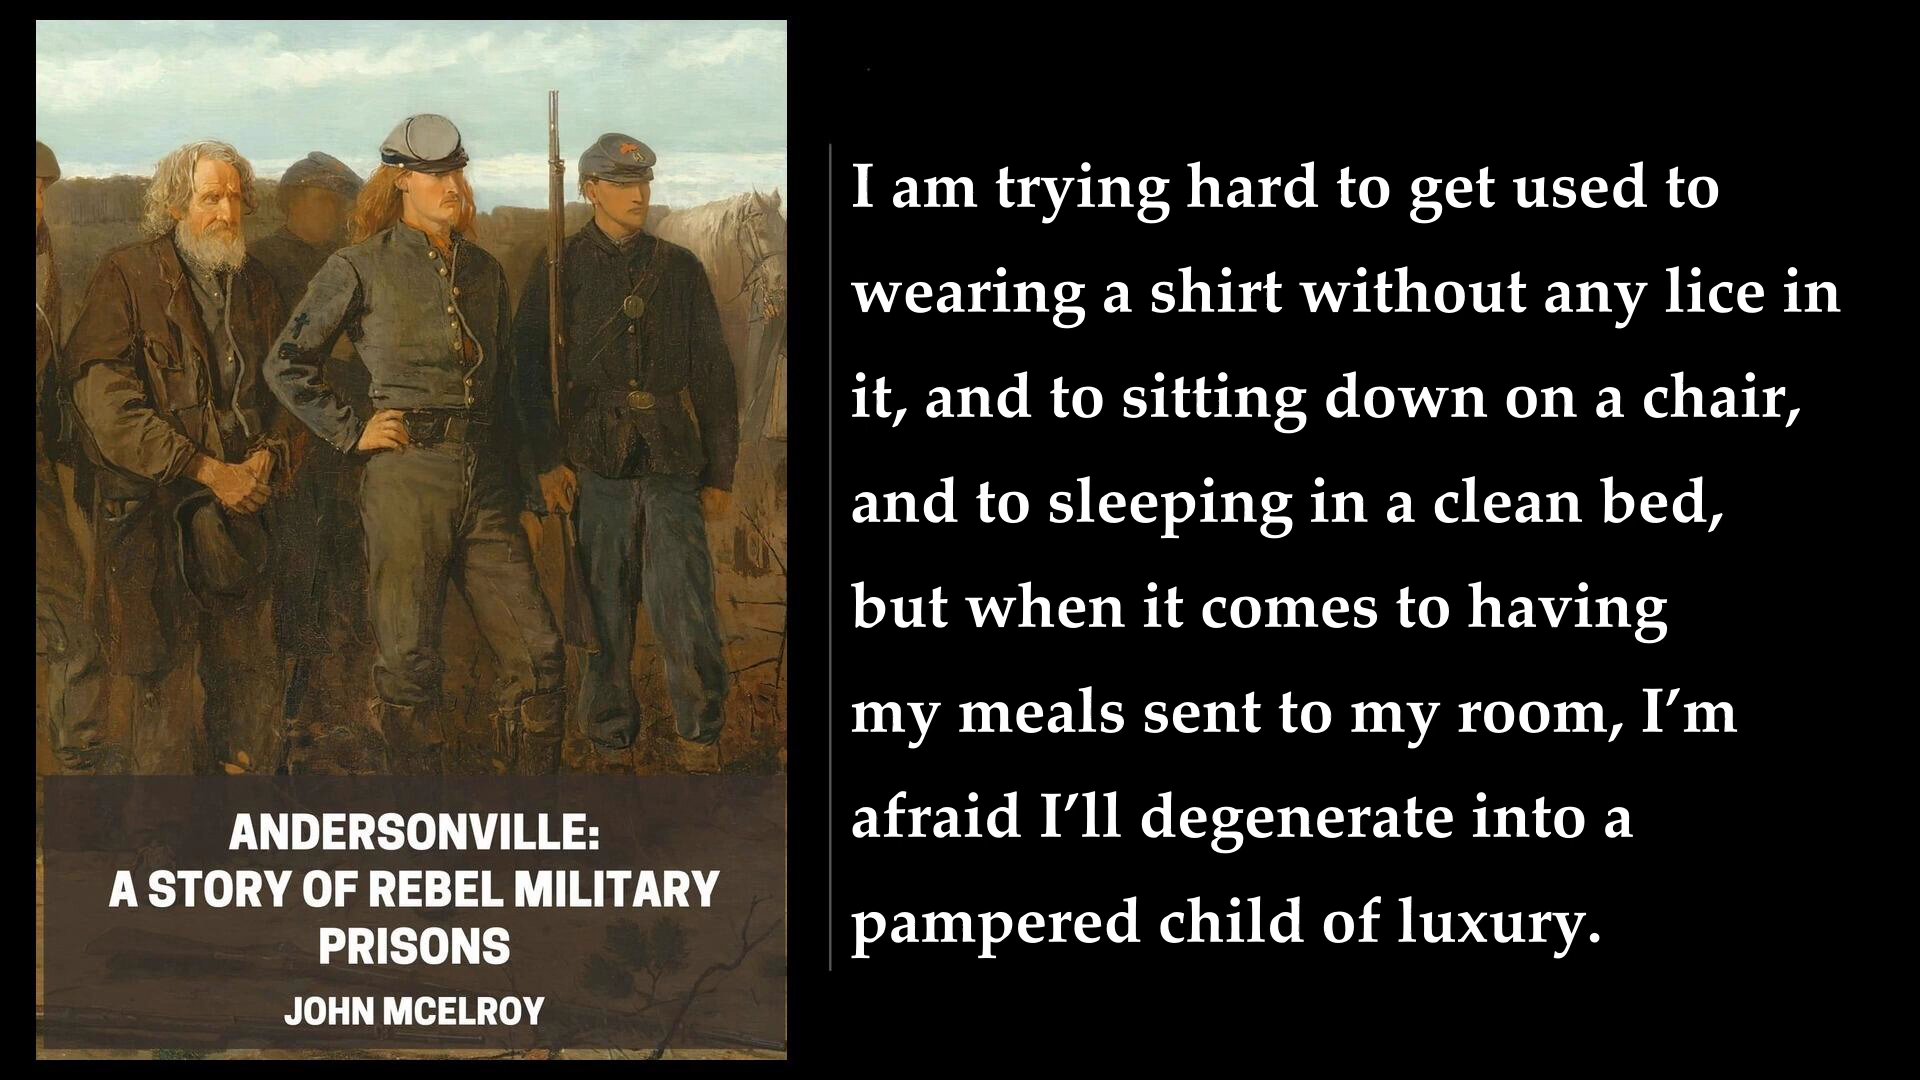 ANDERSONVILLE:
A STORY OF REBEL MILITARY
PRISONS
JOHN MCELROY
I am trying hard to get used to
wearing a shirt without any lice in
it, and to sitting down on a chair,
and to sleeping in a clean bed,
but when it comes to having
my meals sent to my room, I’m
afraid I’ll degenerate into a
pampered child of luxury.